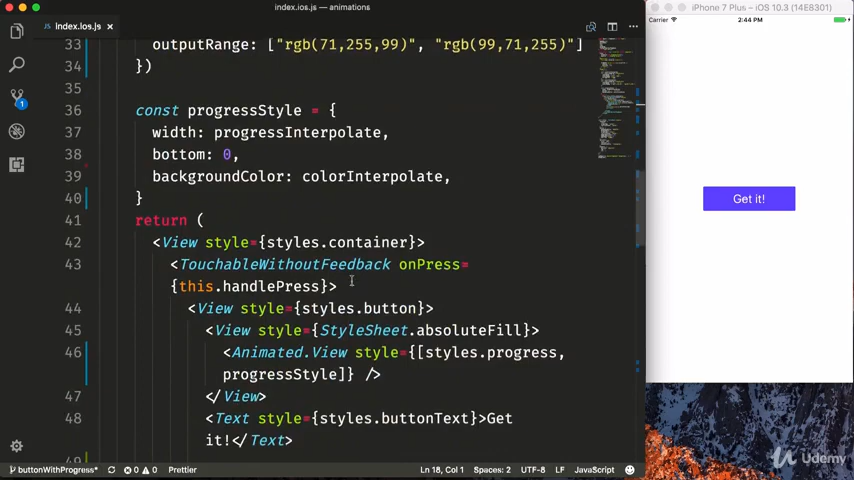 index.ios.js — animations
iPhone 7 Plus – iOS 10.3 (14E8301)
index.ios.js ×
Carrier 2:44 PM
33 outputRange: ["rgb(71,255,99)", "rgb(99,71,255)"]
34 })
35
36 const progressStyle = {
37 width: progressInterpolate,
38 bottom: 0,
39 backgroundColor: colorInterpolate,
40 }
41 return (
42 <View style={styles.container}>
43 <TouchableWithoutFeedback onPress=
{this.handlePress}>
44 <View style={styles.button}>
45 <View style={StyleSheet.absoluteFill}>
46 <Animated.View style={[styles.progress,
progressStyle]} />
47 </View>
48 <Text style={styles.buttonText}>Get
it!</Text>
49
Get it!
1
buttonWithProgress* 0 0 Prettier Ln 18, Col 1 Spaces: 2 UTF-8 LF JavaScript
Udemy